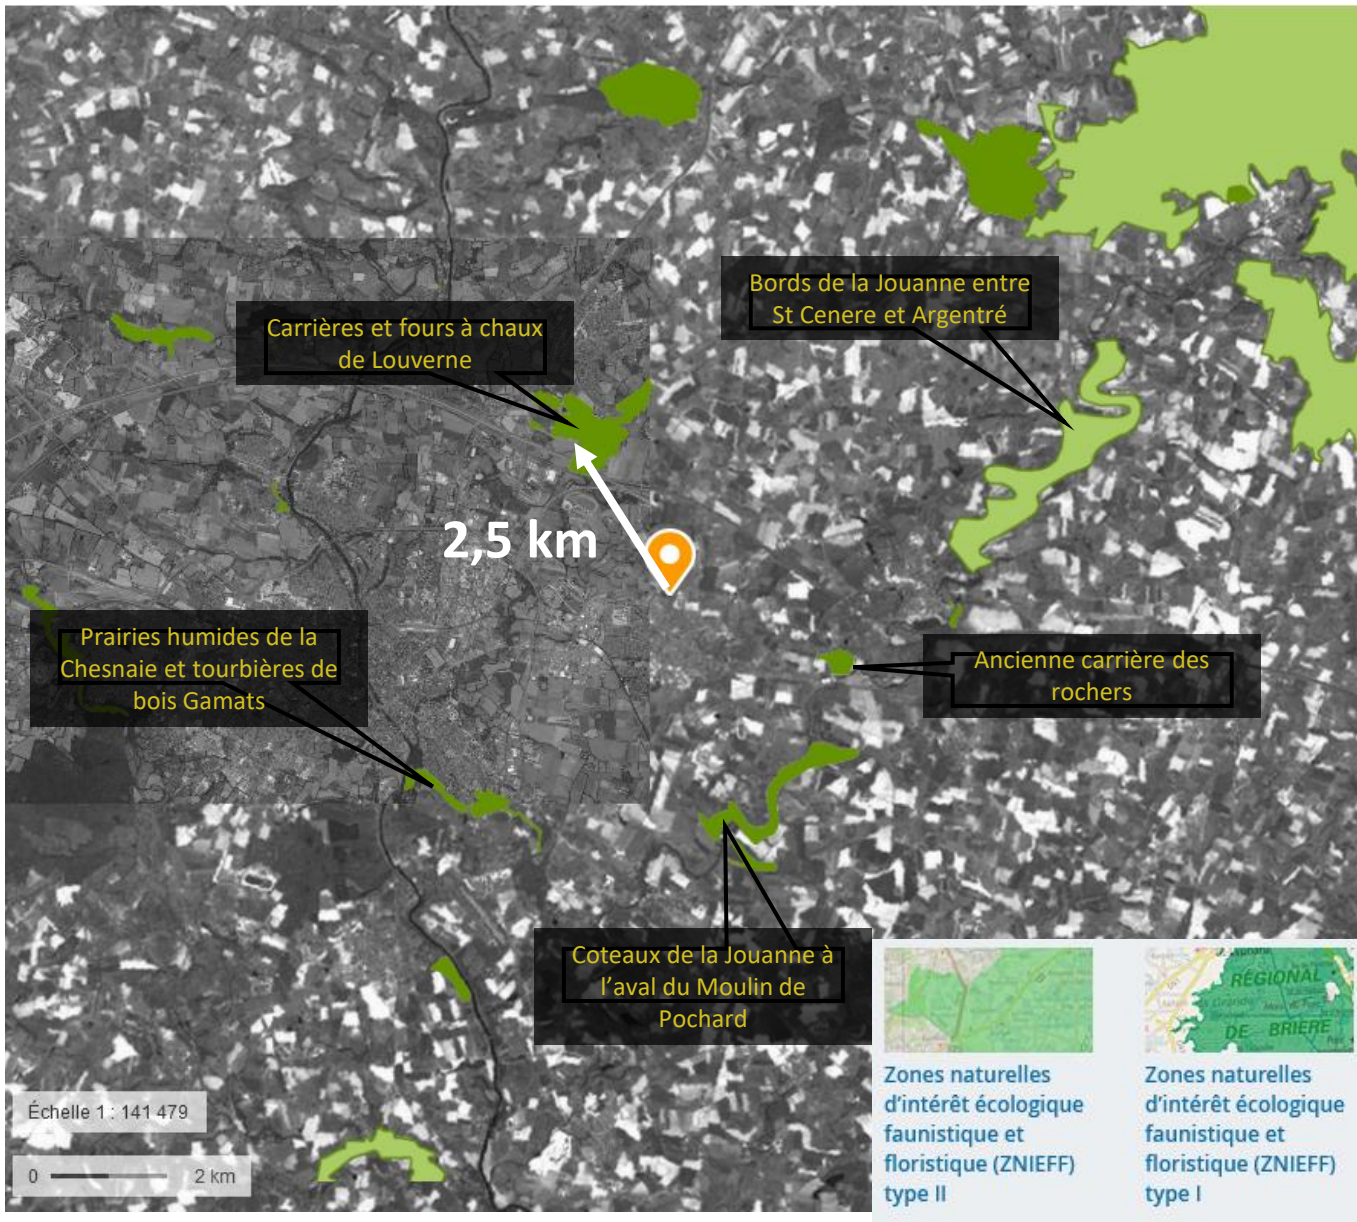 Carrières et fours à chaux
de Louverne
Bords de la Jouanne entre
St Cenere et Argentré
2,5 km
Prairies humides de la
Chesnaie et tourbières de
bois Gamats
Ancienne carrière des
rochers
Coteaux de la Jouanne à
l’aval du Moulin de
Pochard
RÉGIONAL
DE BRIERE
Zones naturelles
d'intérêt écologique
faunistique et
floristique (ZNIEFF)
type II
Zones naturelles
d'intérêt écologique
faunistique et
floristique (ZNIEFF)
type I
Échelle 1 : 141 479
0 2 km